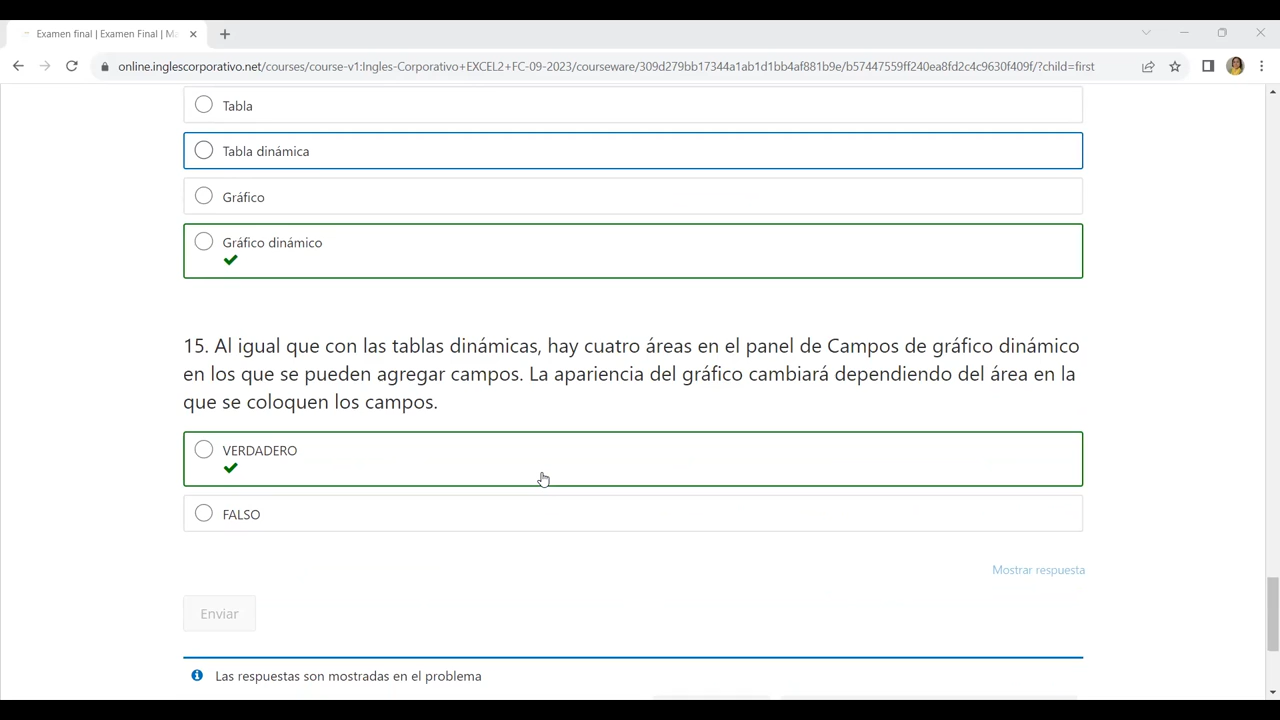 Examen final | Examen Final | Ma
online.inglescorporativo.net/courses/course-v1:Ingles-Corporativo+EXCEL2+FC-09-2023/courseware/309d279bb17344a1ab1d1bb4af881b9e/b57447559ff240ea8fd2c4c9630f409f/?child=first
Tabla
Tabla dinámica
Gráfico
Gráfico dinámico
15. Al igual que con las tablas dinámicas, hay cuatro áreas en el panel de Campos de gráfico dinámico
en los que se pueden agregar campos. La apariencia del gráfico cambiará dependiendo del área en la
que se coloquen los campos.
VERDADERO
FALSO
Mostrar respuesta
Enviar
Las respuestas son mostradas en el problema